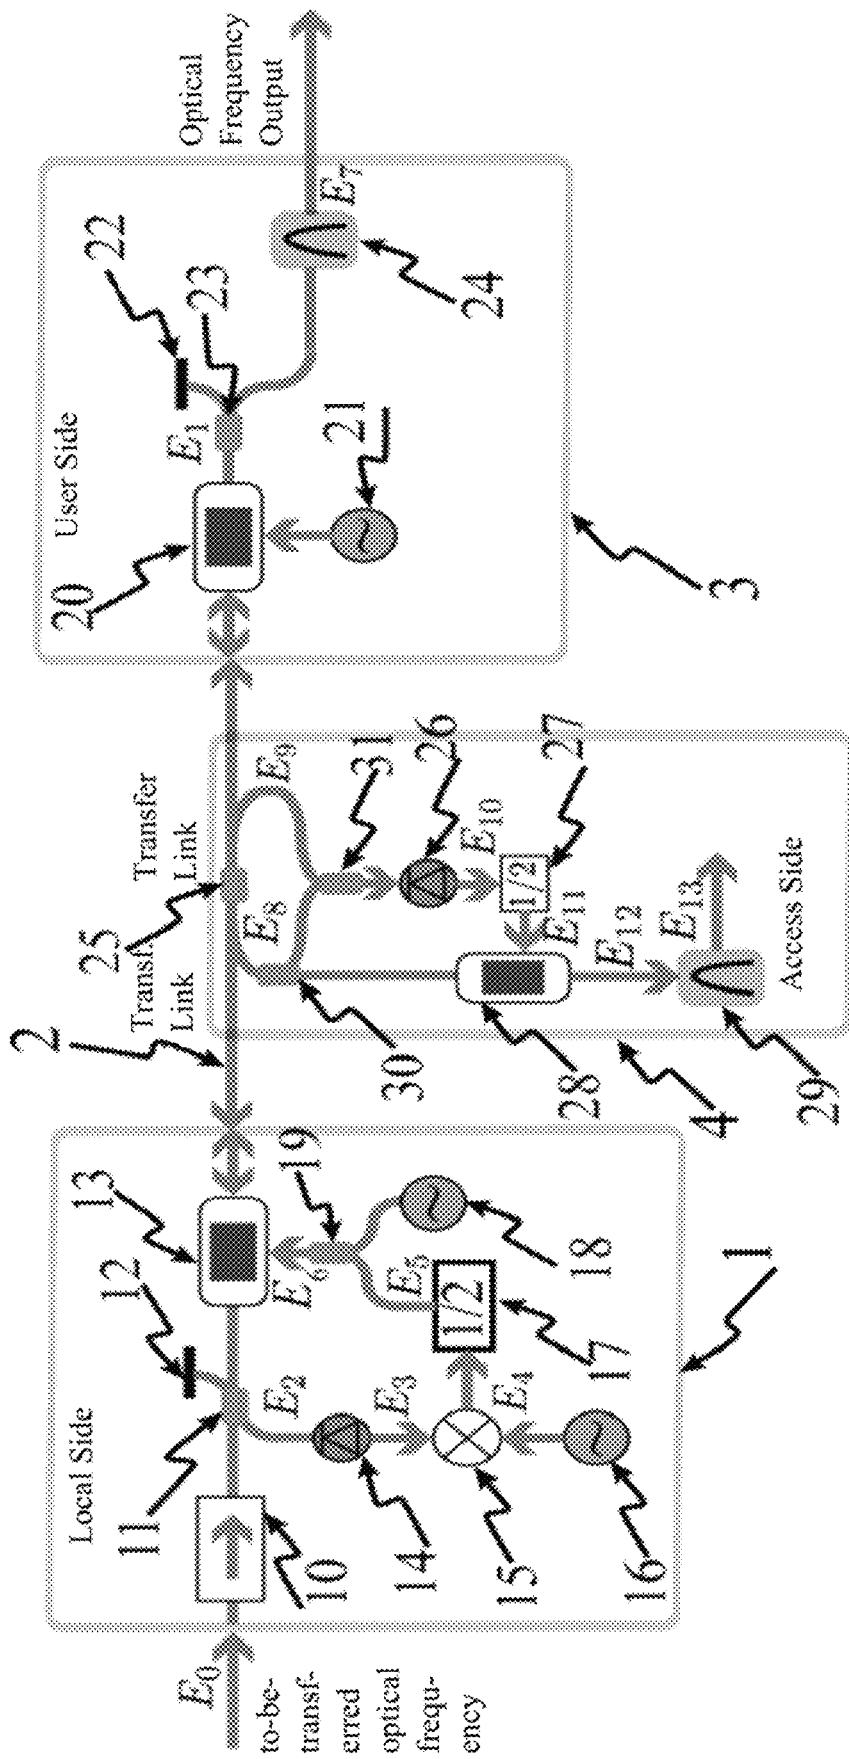 E0
to-be-
transf-
erred
optical
frequ-
ency
Local Side
10
11
12
13
E2
14
E3
15
E4
16
1/2
17
E5
18
19
E6
1
2
Transf.
Link
Transfer
Link
25
E8
E9
30
31
26
E10
1/2
27
E11
28
E12
29
E13
Access Side
4
User Side
20
21
E1
22
23
24
E7
3
Optical
Frequency
Output